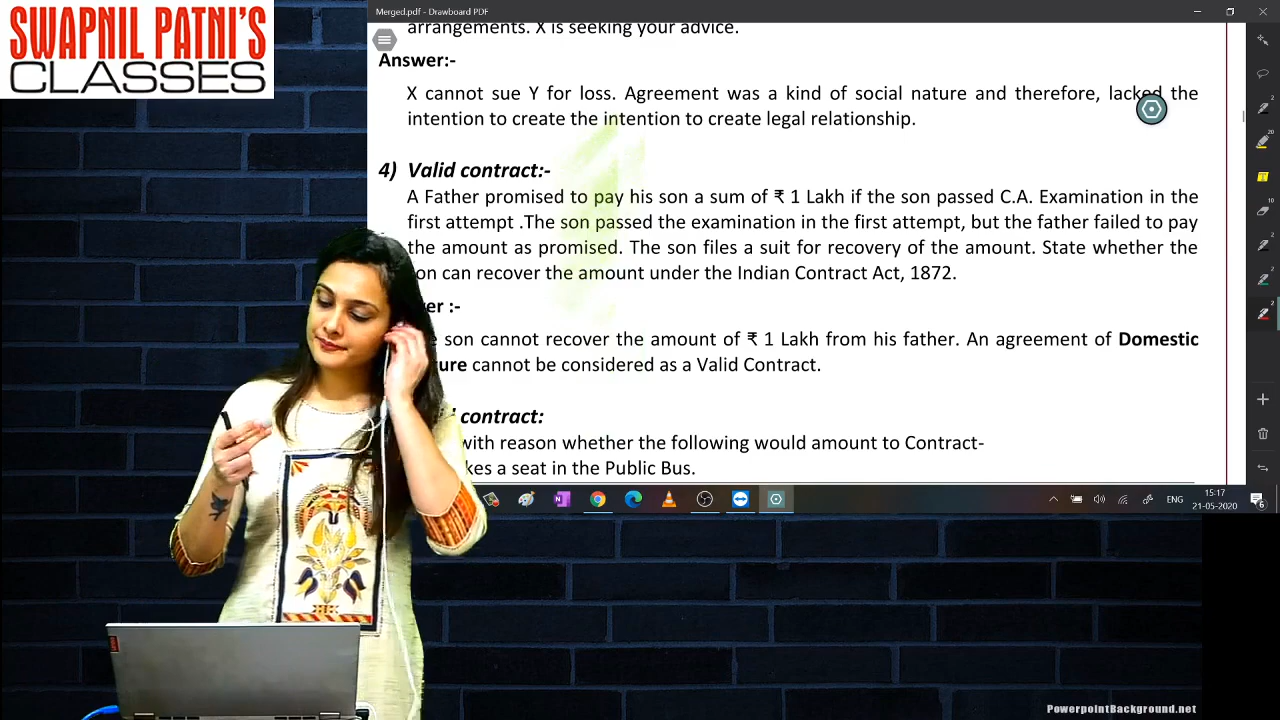 SWAPNIL PATNI'S
CLASSES
Merged.pdf - Drawboard PDF
arrangements. X is seeking your advice.
Answer:-
X cannot sue Y for loss. Agreement was a kind of social nature and therefore, lacked the
intention to create the intention to create legal relationship.
4) Valid contract:-
A Father promised to pay his son a sum of ₹ 1 Lakh if the son passed C.A. Examination in the
first attempt .The son passed the examination in the first attempt, but the father failed to pay
the amount as promised. The son files a suit for recovery of the amount. State whether the
on can recover the amount under the Indian Contract Act, 1872.
er :-
son cannot recover the amount of ₹ 1 Lakh from his father. An agreement of Domestic
ure cannot be considered as a Valid Contract.
contract:
with reason whether the following would amount to Contract-
kes a seat in the Public Bus.
ENG
15:17
21-05-2020
PowerpointBackground.net